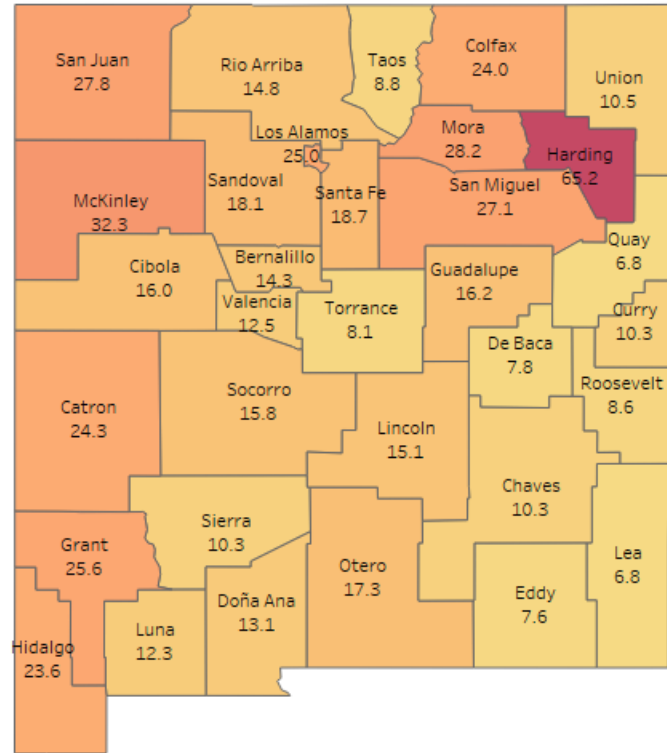 San Juan
27.8
Rio Arriba
14.8
Taos
8.8
Colfax
24.0
Union
10.5
Los Alamos
25.0
Mora
28.2
Harding
65.2
McKinley
32.3
Sandoval
18.1
Santa Fe
18.7
San Miguel
27.1
Quay
6.8
Cibola
16.0
Bernalillo
14.3
Valencia
12.5
Torrance
8.1
Guadalupe
16.2
Curry
10.3
De Baca
7.8
Roosevelt
8.6
Catron
24.3
Socorro
15.8
Lincoln
15.1
Chaves
10.3
Sierra
10.3
Grant
25.6
Otero
17.3
Lea
6.8
Eddy
7.6
Doña Ana
13.1
Luna
12.3
Hidalgo
23.6